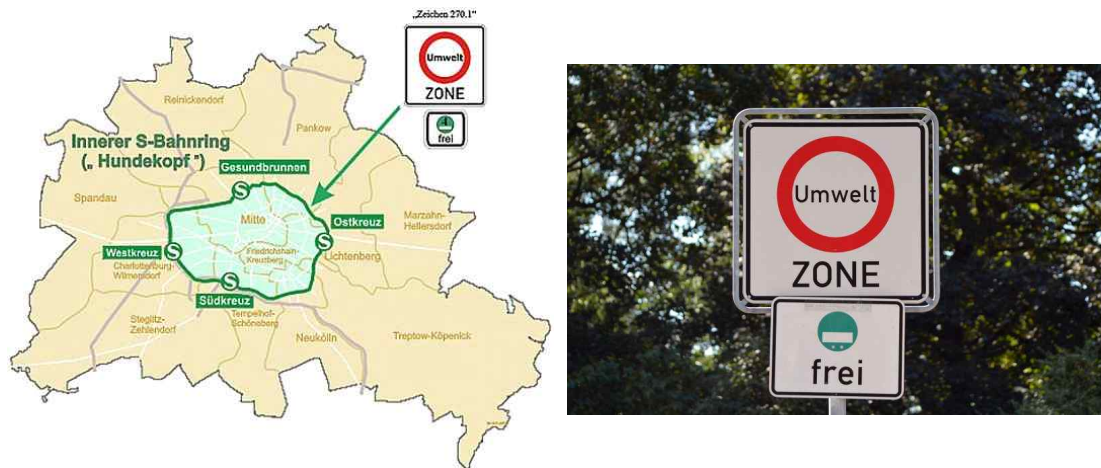 „Zeichen 270.1"
Umwelt
ZONE
frei
Reinickendorf
Pankow
Innerer S-Bahnring
(„ Hundekopf ")
Gesundbrunnen
S
Spandau
Mitte
Ostkreuz
Marzahn-
Hellersdorf
S
Westkreuz
S
Friedrichshain-
Kreuzberg
Lichtenberg
Charlottenburg-
Wilmersdorf
S
Südkreuz
Steglitz-
Zehlendorf
Tempelhof-
Schöneberg
Neukölln
Treptow-Köpenick
Umwelt
ZONE
frei